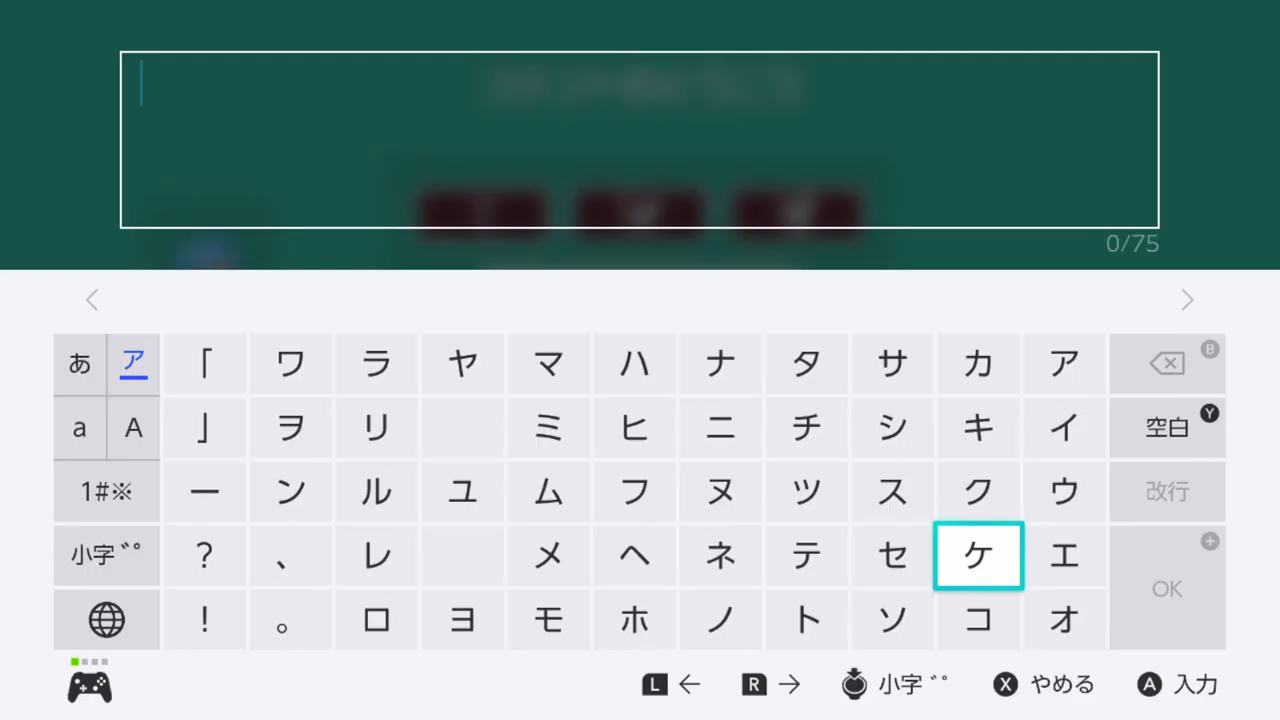 0/75
あ ア 「 ワ ラ ヤ マ ハ ナ タ サ カ ア B
a A 」 ヲ リ ミ ヒ ニ チ シ キ イ 空白 Y
1#※ ー ン ル ユ ム フ ヌ ツ ス ク ウ 改行
小字゛゜ ? 、 レ メ ヘ ネ テ セ ケ エ +
OK
! 。 ロ ヨ モ ホ ノ ト ソ コ オ
L ← R → 小字゛゜ X やめる A 入力